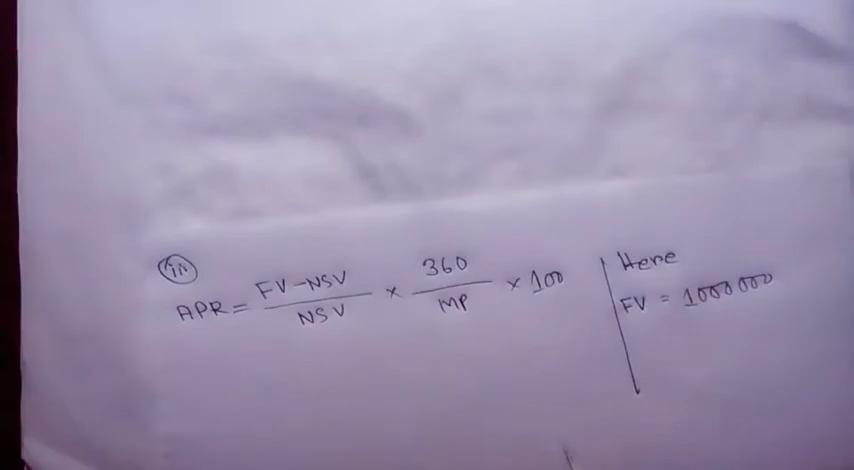 (iii)
APR = FV-NSV / NSV × 360 / MP × 100
Here
FV = 1000000